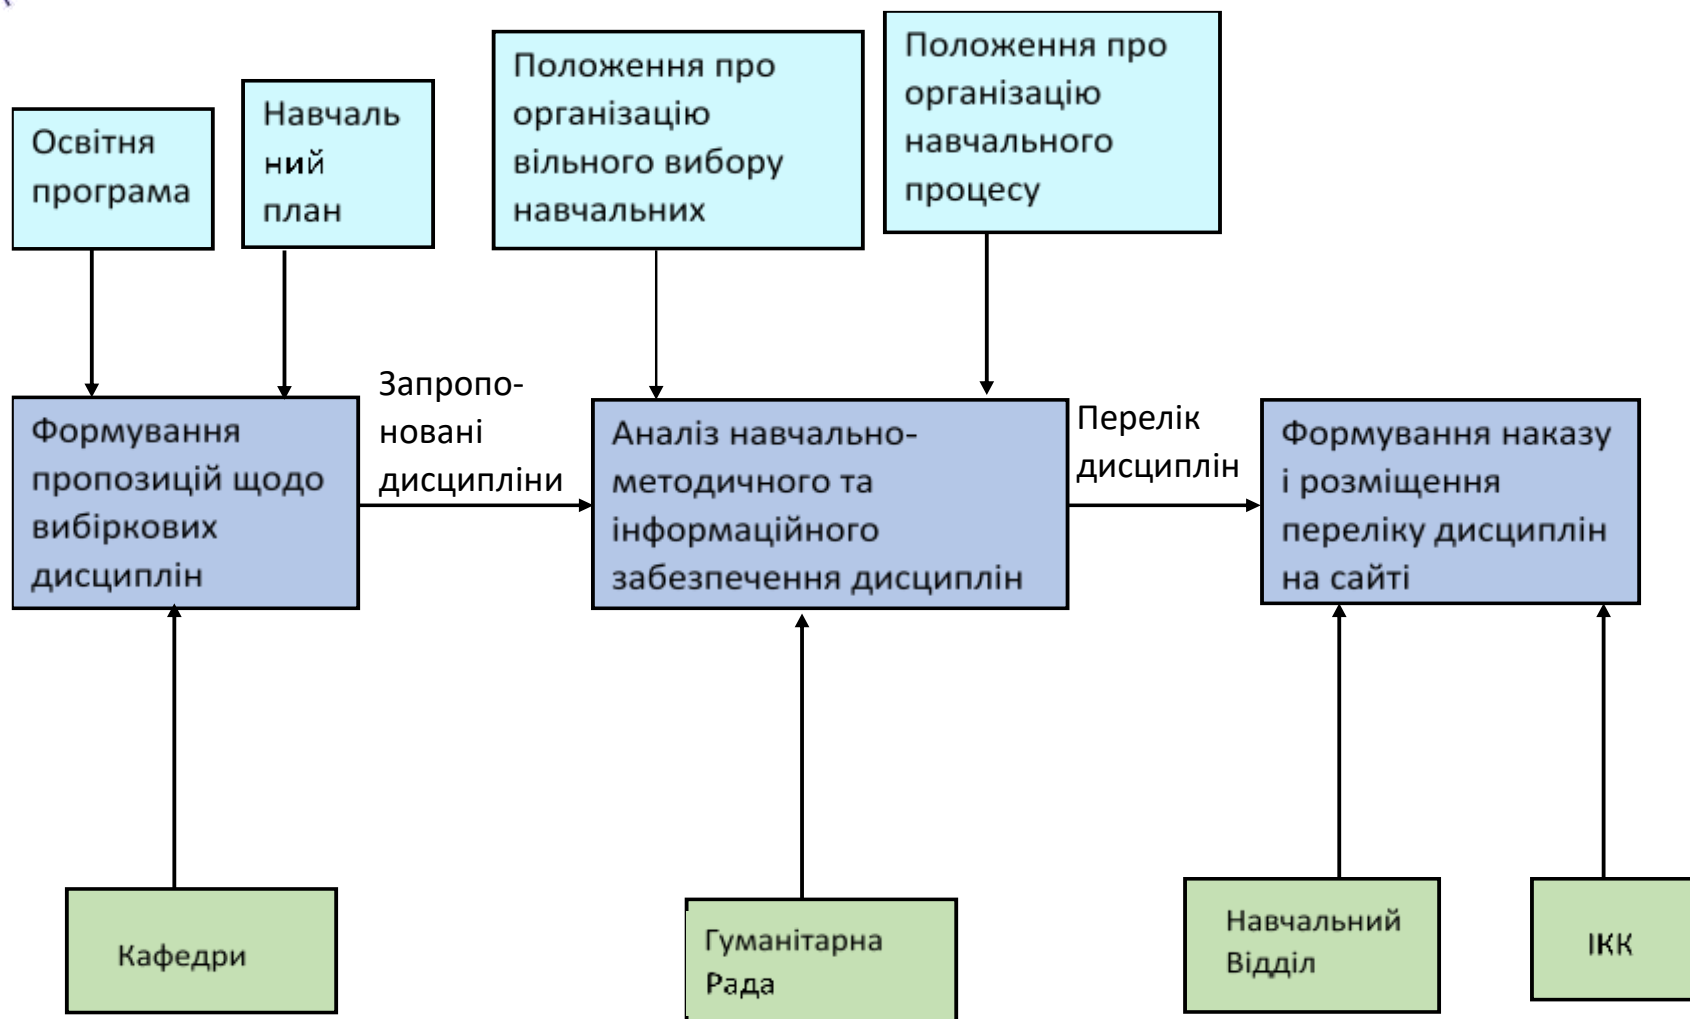 Освітня
програма
Навчаль
ний
план
Положення про
організацію
вільного вибору
навчальних
Положення про
організацію
навчального
процесу
Формування
пропозицій щодо
вибіркових
дисциплін
Запропо-
новані
дисципліни
Аналіз навчально-
методичного та
інформаційного
забезпечення дисциплін
Перелік
дисциплін
Формування наказу
і розміщення
переліку дисциплін
на сайті
Кафедри
Гуманітарна
Рада
Навчальний
Відділ
ІКК